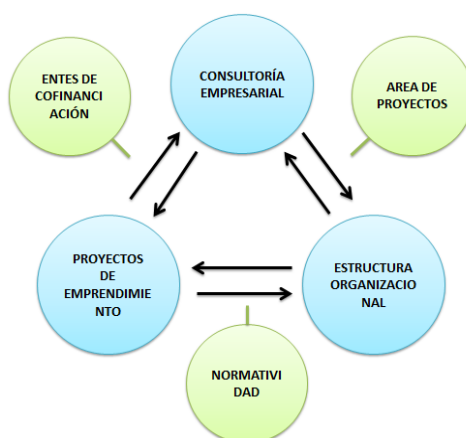 ENTES DE
COFINANCI
ACIÓN
CONSULTORÍA
EMPRESARIAL
AREA DE
PROYECTOS
PROYECTOS
DE
EMPRENDIMIE
NTO
ESTRUCTURA
ORGANIZACIO
NAL
NORMATIVI
DAD